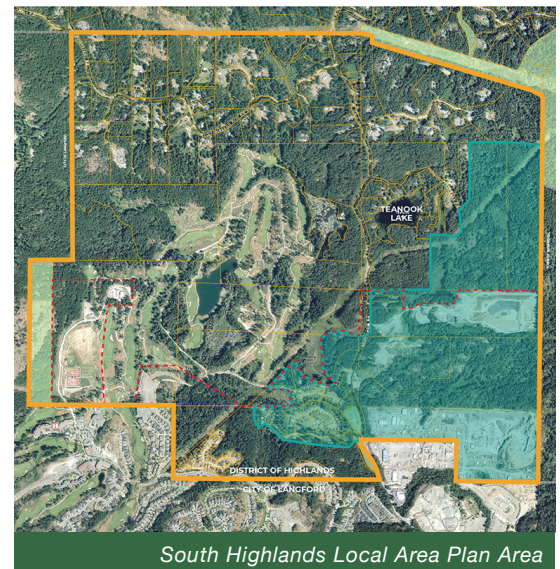 TEANOOK
LAKE
DISTRICT OF HIGHLANDS
CITY OF LANGFORD
South Highlands Local Area Plan Area